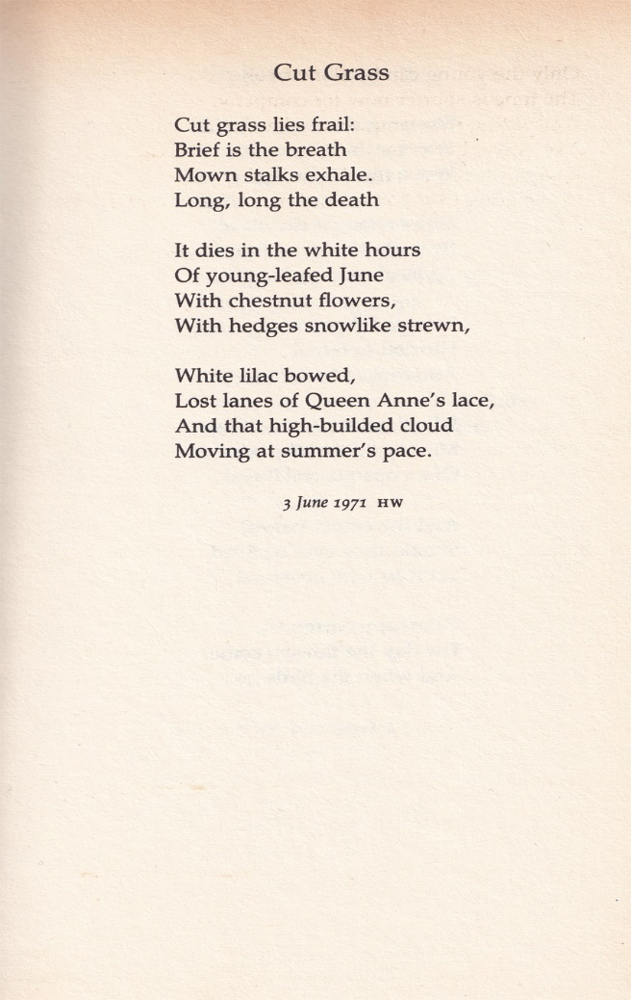 Cut Grass
Cut grass lies frail:
Brief is the breath
Mown stalks exhale.
Long, long the death
It dies in the white hours
Of young-leafed June
With chestnut flowers,
With hedges snowlike strewn,
White lilac bowed,
Lost lanes of Queen Anne's lace,
And that high-builded cloud
Moving at summer's pace.
3 June 1971 HW